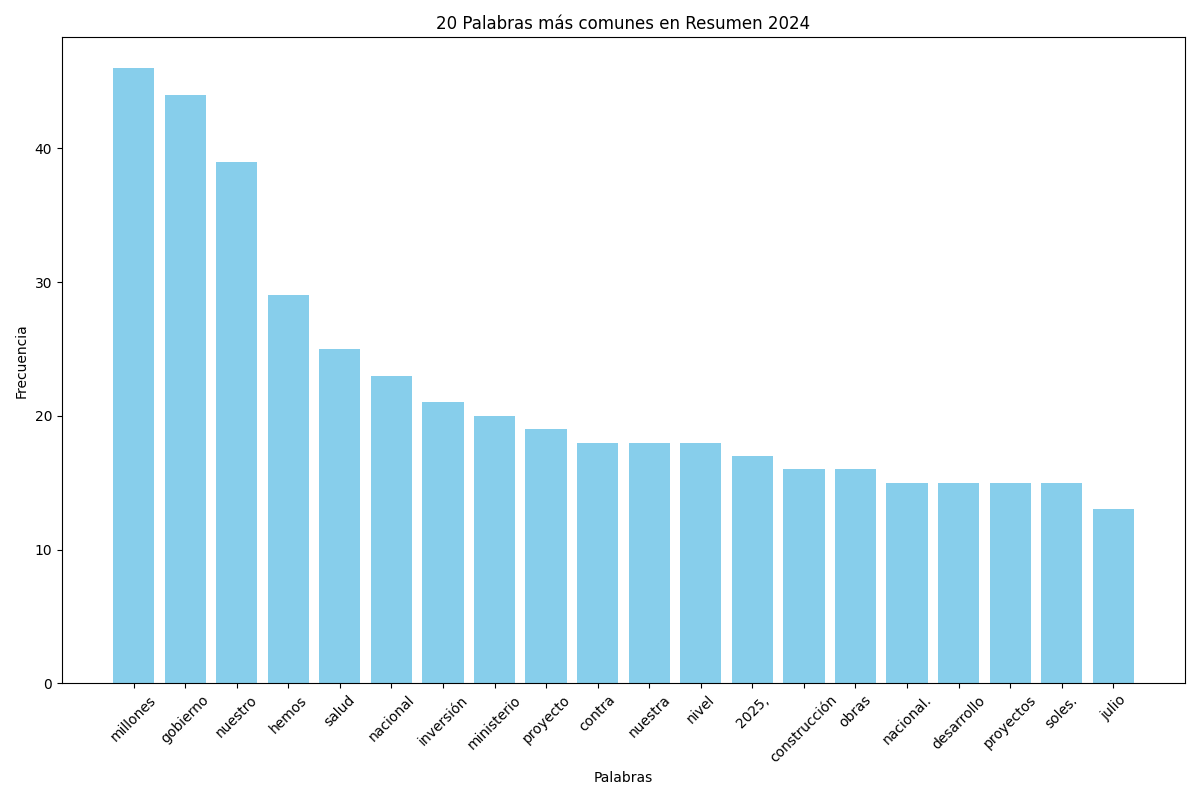 20 Palabras más comunes en Resumen 2024
Frecuencia
40
30
20
10
0
millones
gobierno
nuestro
hemos
salud
nacional
inversión
ministerio
proyecto
contra
nuestra
nivel
2025,
construcción
obras
nacional.
desarrollo
proyectos
soles.
julio
Palabras